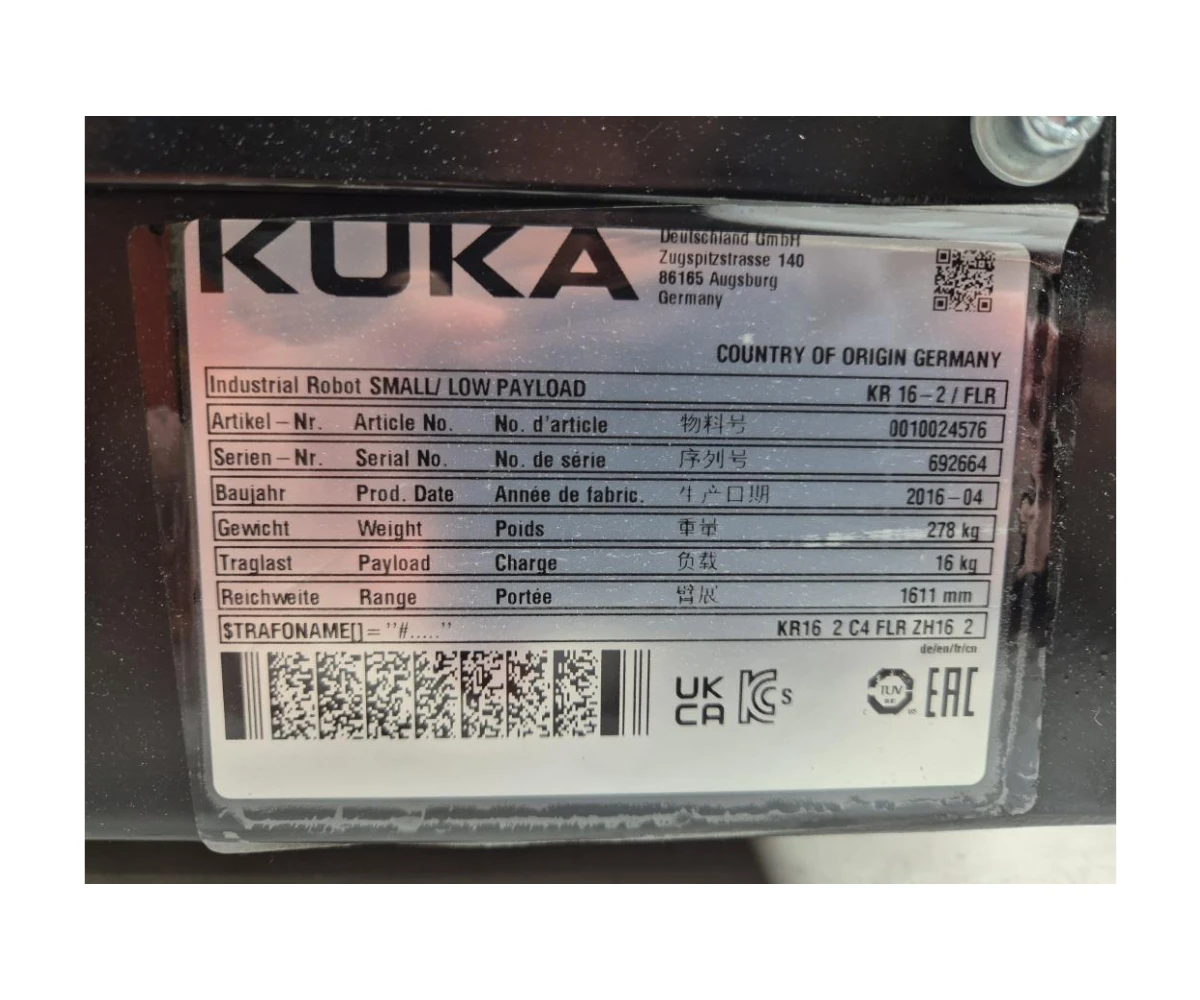 KUKA
Deutschland GmbH
Zugspitzstrasse 140
86165 Augsburg
Germany
COUNTRY OF ORIGIN GERMANY
Industrial Robot SMALL/ LOW PAYLOAD KR 16-2 / FLR
Artikel-Nr. Article No. No. d'article 物料号 0010024576
Serien-Nr. Serial No. No. de série 序列号 692664
Baujahr Prod. Date Année de fabric. 生产日期 2016-04
Gewicht Weight Poids 重量 278 kg
Traglast Payload Charge 负载 16 kg
Reichweite Range Portée 臂展 1611 mm
$TRAFONAME[]= "#....." KR16 2 C4 FLR ZH16 2
de/en/fr/cn
UK
CA
KC s
TUV
EAC